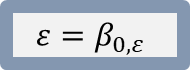 ε = β₀,ε